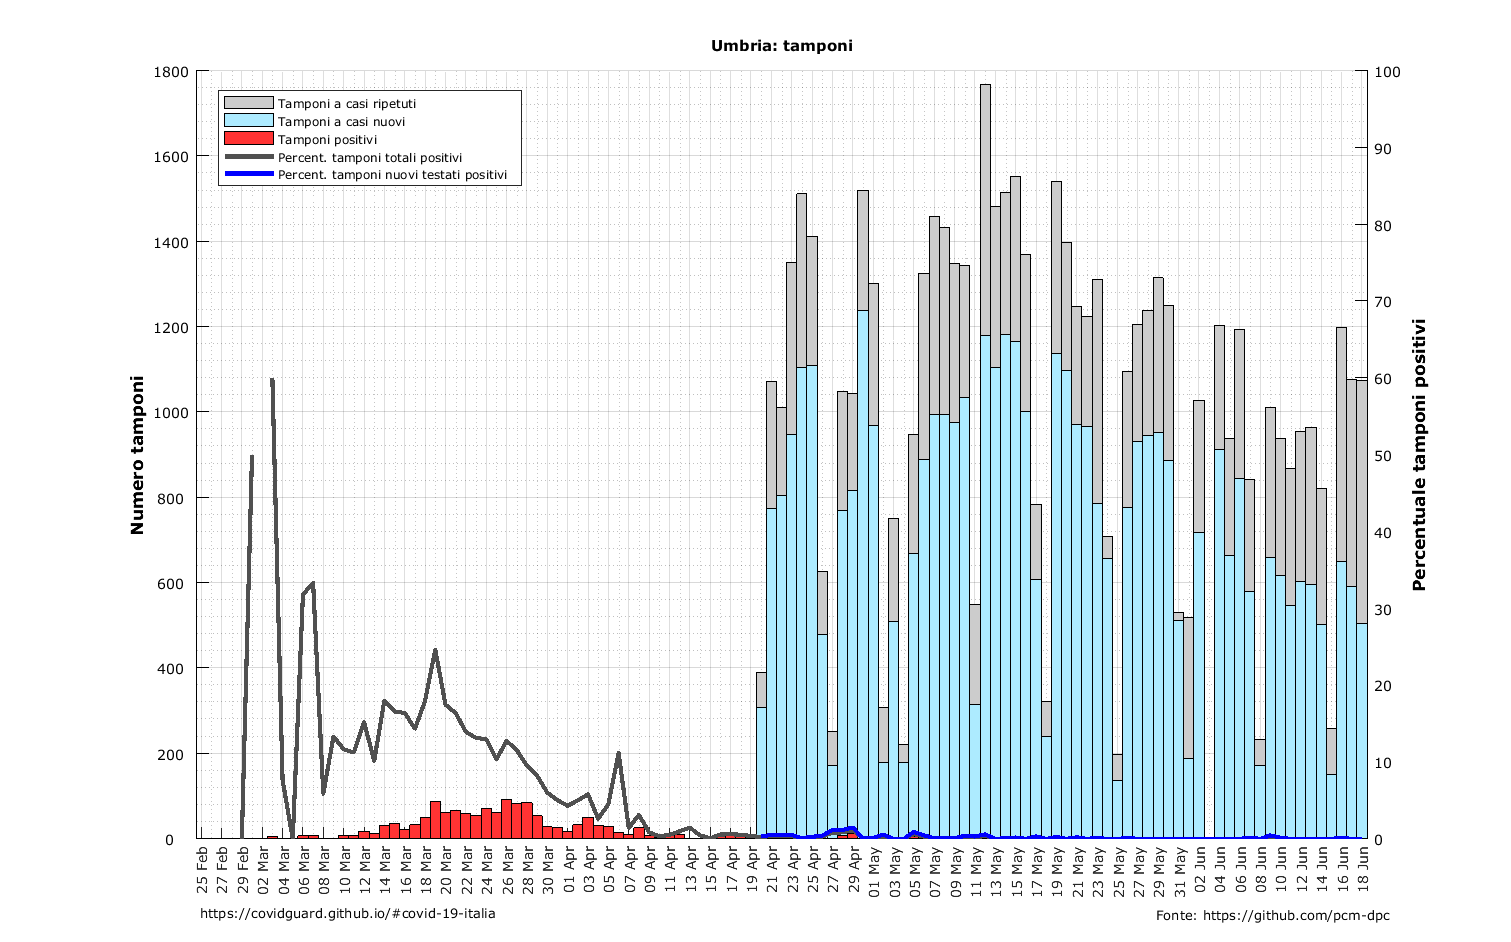 Umbria: tamponi
Tamponi a casi ripetuti
Tamponi a casi nuovi
Tamponi positivi
Percent. tamponi totali positivi
Percent. tamponi nuovi testati positivi
Numero tamponi
1800
1600
1400
1200
1000
800
600
400
200
0
Percentuale tamponi positivi
100
90
80
70
60
50
40
30
20
10
0
25 Feb
27 Feb
29 Feb
02 Mar
04 Mar
06 Mar
08 Mar
10 Mar
12 Mar
14 Mar
16 Mar
18 Mar
20 Mar
22 Mar
24 Mar
26 Mar
28 Mar
30 Mar
01 Apr
03 Apr
05 Apr
07 Apr
09 Apr
11 Apr
13 Apr
15 Apr
17 Apr
19 Apr
21 Apr
23 Apr
25 Apr
27 Apr
29 Apr
01 May
03 May
05 May
07 May
09 May
11 May
13 May
15 May
17 May
19 May
21 May
23 May
25 May
27 May
29 May
31 May
02 Jun
04 Jun
06 Jun
08 Jun
10 Jun
12 Jun
14 Jun
16 Jun
18 Jun
https://covidguard.github.io/#covid-19-italia
Fonte: https://github.com/pcm-dpc